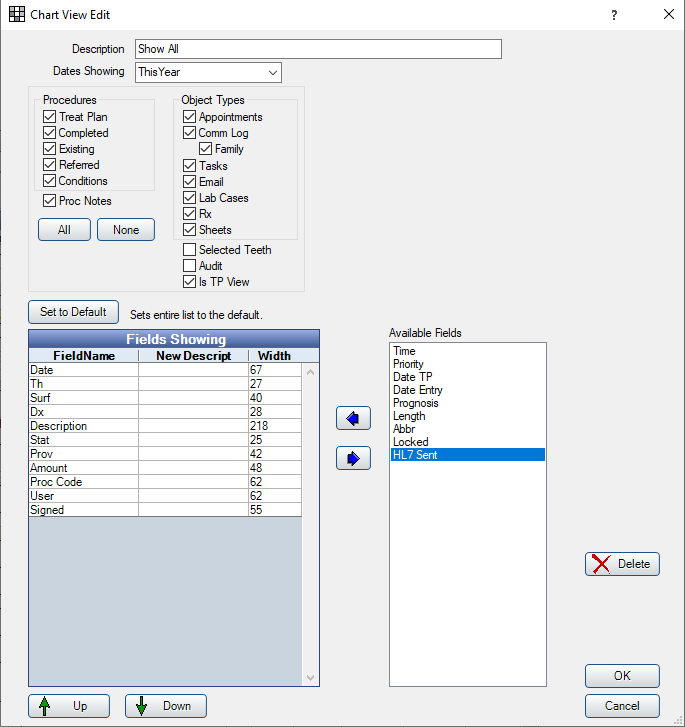 Chart View Edit
?
Description Show All
Dates Showing ThisYear
Procedures
Treat Plan
Completed
Existing
Referred
Conditions
Proc Notes
All None
Object Types
Appointments
Comm Log
Family
Tasks
Email
Lab Cases
Rx
Sheets
Selected Teeth
Audit
Is TP View
Set to Default Sets entire list to the default.
Fields Showing
FieldName New Descript Width
Date 67
Th 27
Surf 40
Dx 28
Description 218
Stat 25
Prov 42
Amount 48
Proc Code 62
User 62
Signed 55
Available Fields
Time
Priority
Date TP
Date Entry
Prognosis
Length
Abbr
Locked
HL7 Sent
Delete
OK
Cancel
Up Down